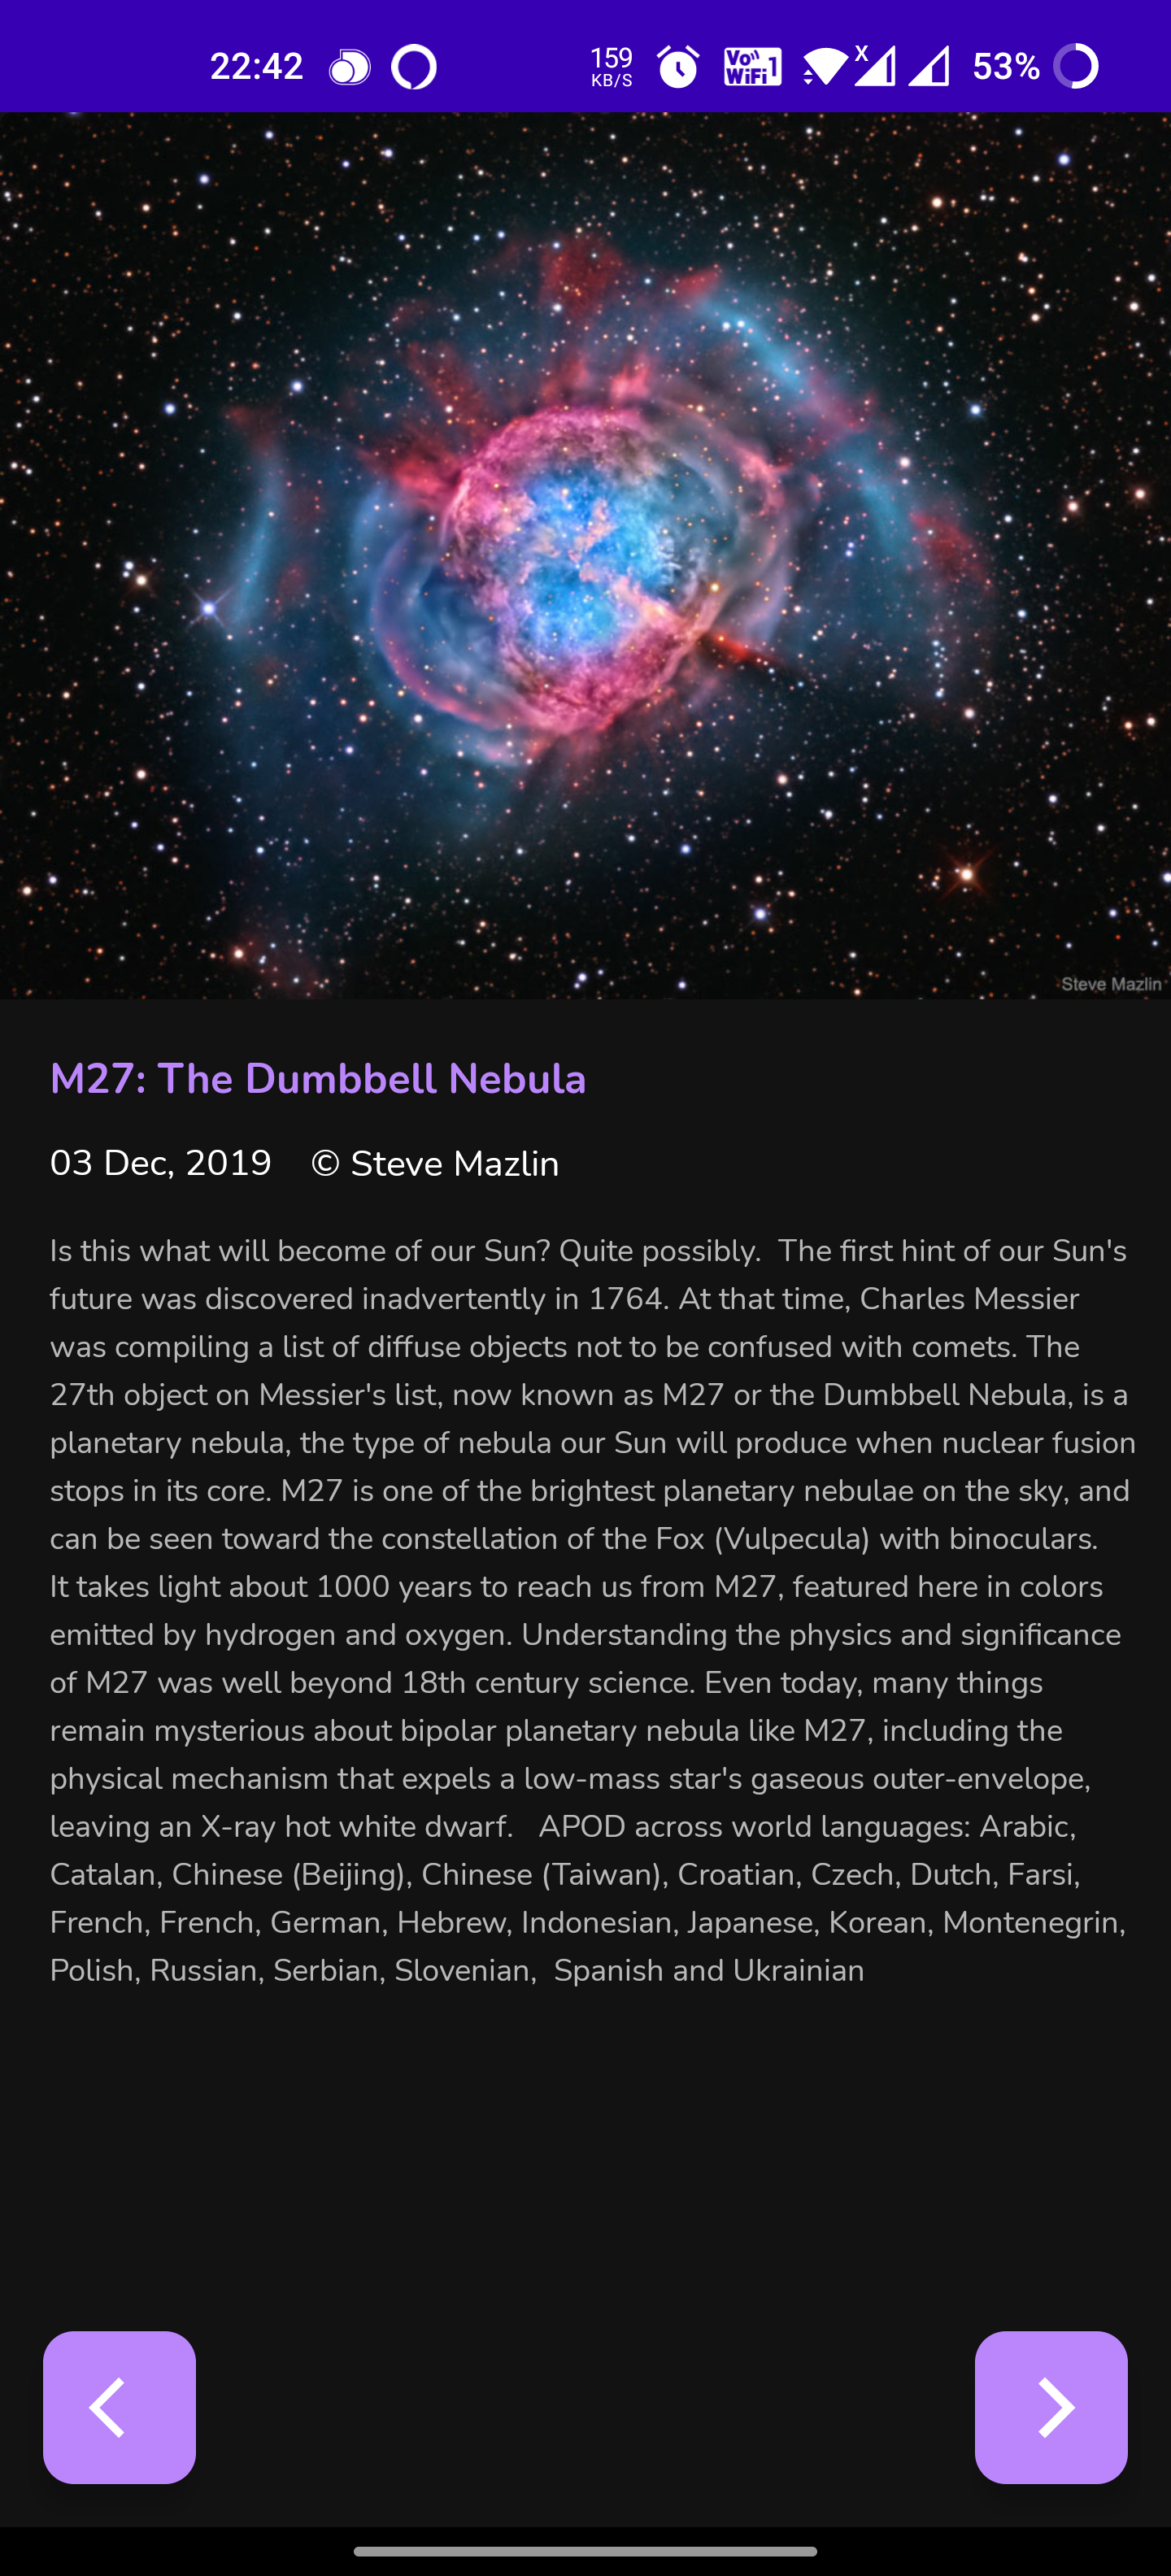 22:42
159
KB/S
Vo
WiFi 1
X
53%
Steve Mazlin
M27: The Dumbbell Nebula
03 Dec, 2019 © Steve Mazlin
Is this what will become of our Sun? Quite possibly.  The first hint of our Sun's
future was discovered inadvertently in 1764. At that time, Charles Messier
was compiling a list of diffuse objects not to be confused with comets. The
27th object on Messier's list, now known as M27 or the Dumbbell Nebula, is a
planetary nebula, the type of nebula our Sun will produce when nuclear fusion
stops in its core. M27 is one of the brightest planetary nebulae on the sky, and
can be seen toward the constellation of the Fox (Vulpecula) with binoculars.
It takes light about 1000 years to reach us from M27, featured here in colors
emitted by hydrogen and oxygen. Understanding the physics and significance
of M27 was well beyond 18th century science. Even today, many things
remain mysterious about bipolar planetary nebula like M27, including the
physical mechanism that expels a low-mass star's gaseous outer-envelope,
leaving an X-ray hot white dwarf.   APOD across world languages: Arabic,
Catalan, Chinese (Beijing), Chinese (Taiwan), Croatian, Czech, Dutch, Farsi,
French, French, German, Hebrew, Indonesian, Japanese, Korean, Montenegrin,
Polish, Russian, Serbian, Slovenian,  Spanish and Ukrainian